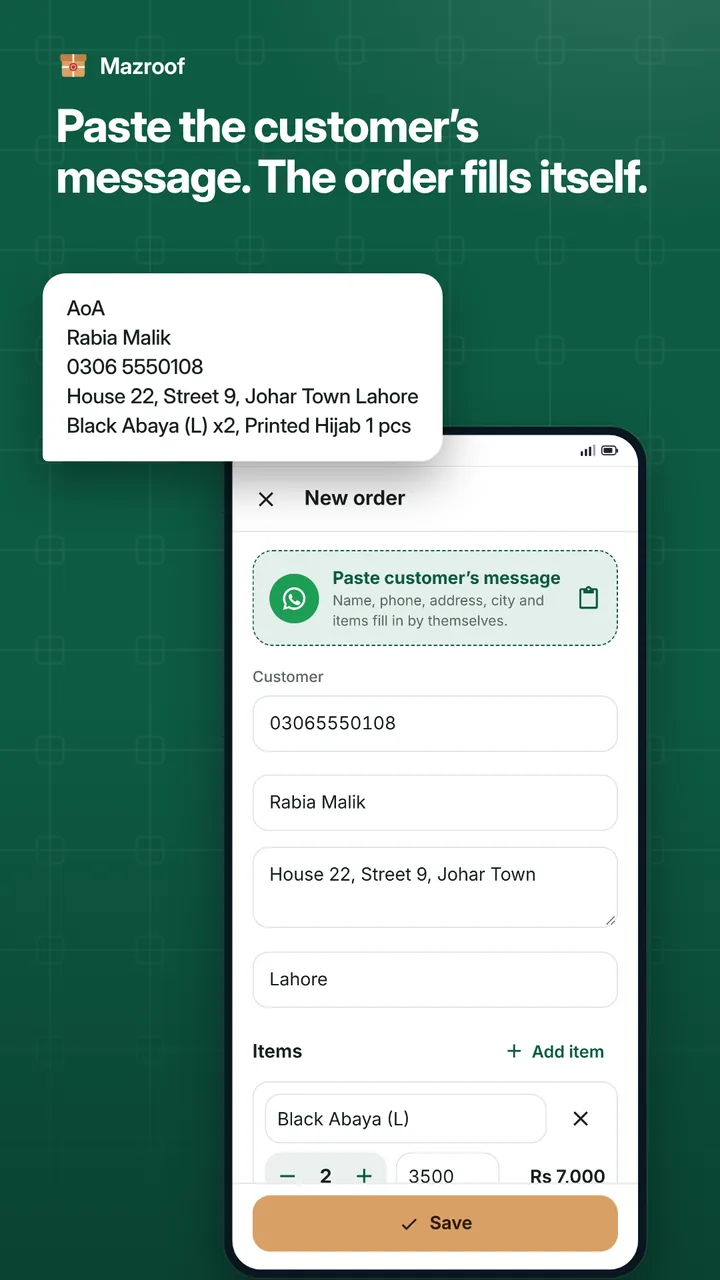 Mazroof
Paste the customer’s
message. The order fills itself.
AoA
Rabia Malik
0306 5550108
House 22, Street 9, Johar Town Lahore
Black Abaya (L) x2, Printed Hijab 1 pcs
New order
Paste customer’s message
Name, phone, address, city and
items fill in by themselves.
Customer
03065550108
Rabia Malik
House 22, Street 9, Johar Town
Lahore
Items
+ Add item
Black Abaya (L)
− 2 + 3500 Rs 7,000
Save